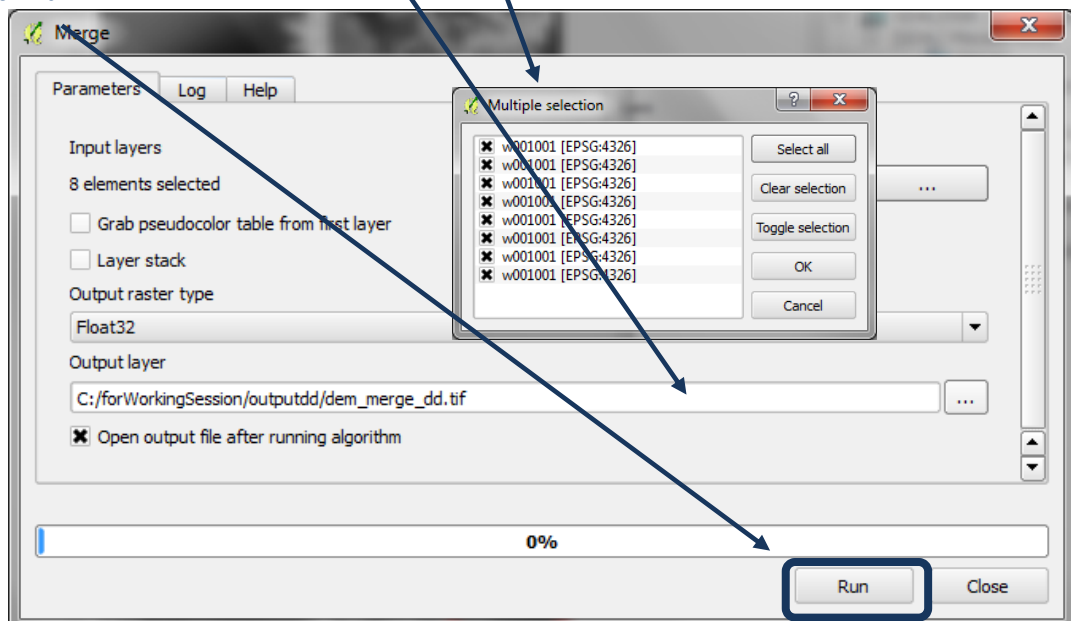 Merge
Parameters Log Help
Input layers
8 elements selected
...
Grab pseudocolor table from first layer
Layer stack
Output raster type
Float32
Output layer
C:/forWorkingSession/outputdd/dem_merge_dd.tif
...
Open output file after running algorithm
Multiple selection
?
w001001 [EPSG:4326]
w001001 [EPSG:4326]
w001001 [EPSG:4326]
w001001 [EPSG:4326]
w001001 [EPSG:4326]
w001001 [EPSG:4326]
w001001 [EPSG:4326]
w001001 [EPSG:4326]
Select all
Clear selection
Toggle selection
OK
Cancel
0%
Run Close